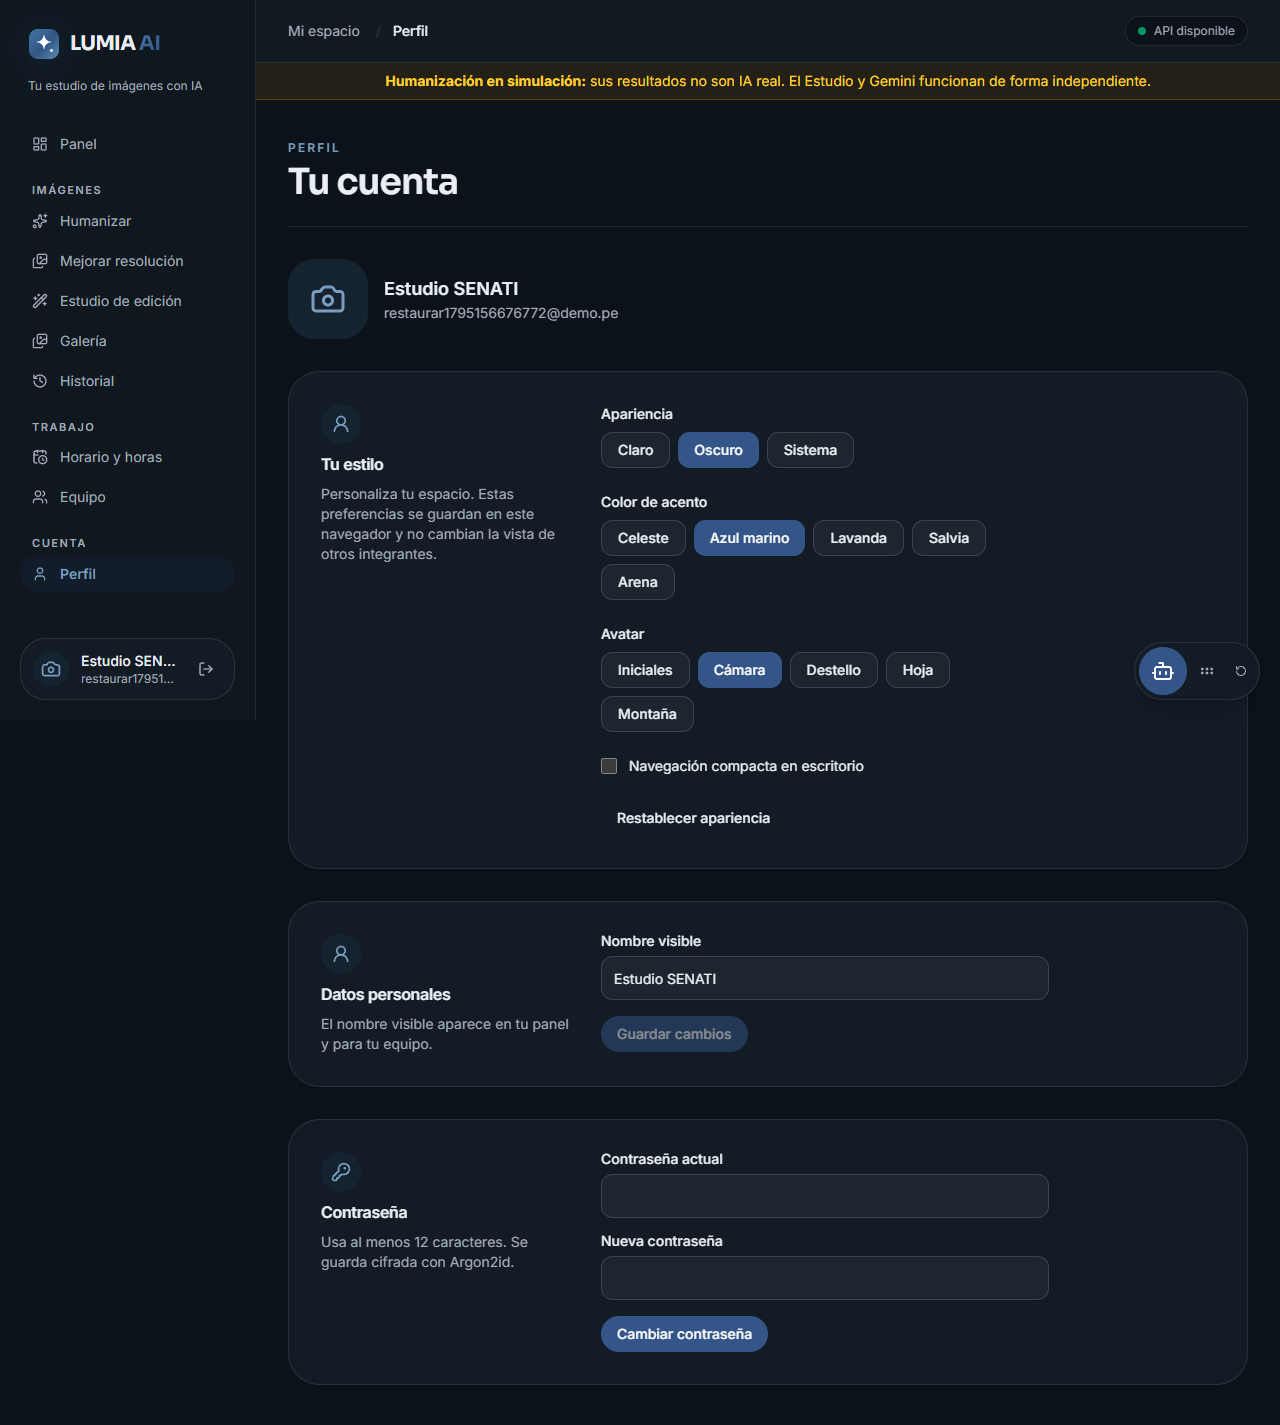 LUMIA AI
Tu estudio de imágenes con IA
Panel
IMÁGENES
Humanizar
Mejorar resolución
Estudio de edición
Galería
Historial
TRABAJO
Horario y horas
Equipo
CUENTA
Perfil
Estudio SEN...
restaurar17951...
Mi espacio / Perfil
API disponible
Humanización en simulación: sus resultados no son IA real. El Estudio y Gemini funcionan de forma independiente.
PERFIL
Tu cuenta
Estudio SENATI
restaurar1795156676772@demo.pe
Tu estilo
Personaliza tu espacio. Estas
preferencias se guardan en este
navegador y no cambian la vista de
otros integrantes.
Apariencia
Claro Oscuro Sistema
Color de acento
Celeste Azul marino Lavanda Salvia
Arena
Avatar
Iniciales Cámara Destello Hoja
Montaña
Navegación compacta en escritorio
Restablecer apariencia
Datos personales
El nombre visible aparece en tu panel
y para tu equipo.
Nombre visible
Estudio SENATI
Guardar cambios
Contraseña
Usa al menos 12 caracteres. Se
guarda cifrada con Argon2id.
Contraseña actual
Nueva contraseña
Cambiar contraseña